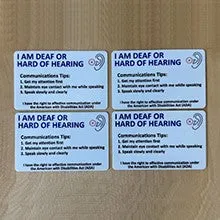 I AM DEAF OR
HARD OF HEARING
Communications Tips:
1. Get my attention first
2. Maintain eye contact with me while speaking
3. Speak slowly and clearly
I have the right to effective communication under
the American with Disabilities Act (ADA)
I AM DEAF OR
HARD OF HEARING
Communications Tips:
1. Get my attention first
2. Maintain eye contact with me while speaking
3. Speak slowly and clearly
I have the right to effective communication under
the American with Disabilities Act (ADA)
I AM DEAF OR
HARD OF HEARING
Communications Tips:
1. Get my attention first
2. Maintain eye contact with me while speaking
3. Speak slowly and clearly
I have the right to effective communication under
the American with Disabilities Act (ADA)
I AM DEAF OR
HARD OF HEARING
Communications Tips:
1. Get my attention first
2. Maintain eye contact with me while speaking
3. Speak slowly and clearly
I have the right to effective communication under
the American with Disabilities Act (ADA)